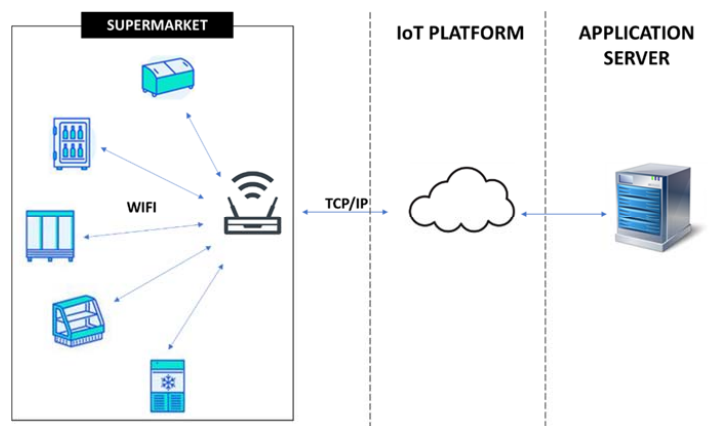 SUPERMARKET
IoT PLATFORM
APPLICATION
SERVER
WIFI
TCP/IP